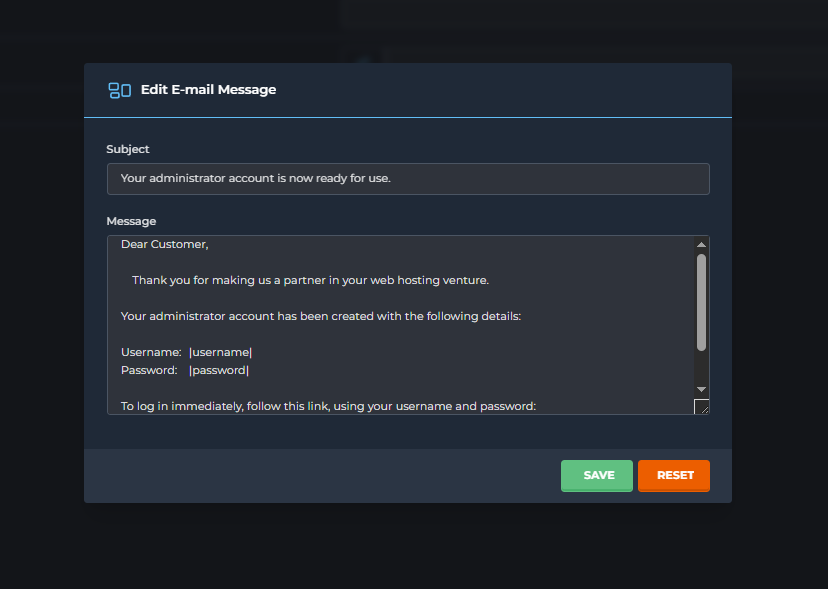 Edit E-mail Message
Subject
Your administrator account is now ready for use.
Message
Dear Customer,
Thank you for making us a partner in your web hosting venture.
Your administrator account has been created with the following details:
Username: |username|
Password: |password|
To log in immediately, follow this link, using your username and password:
SAVE RESET